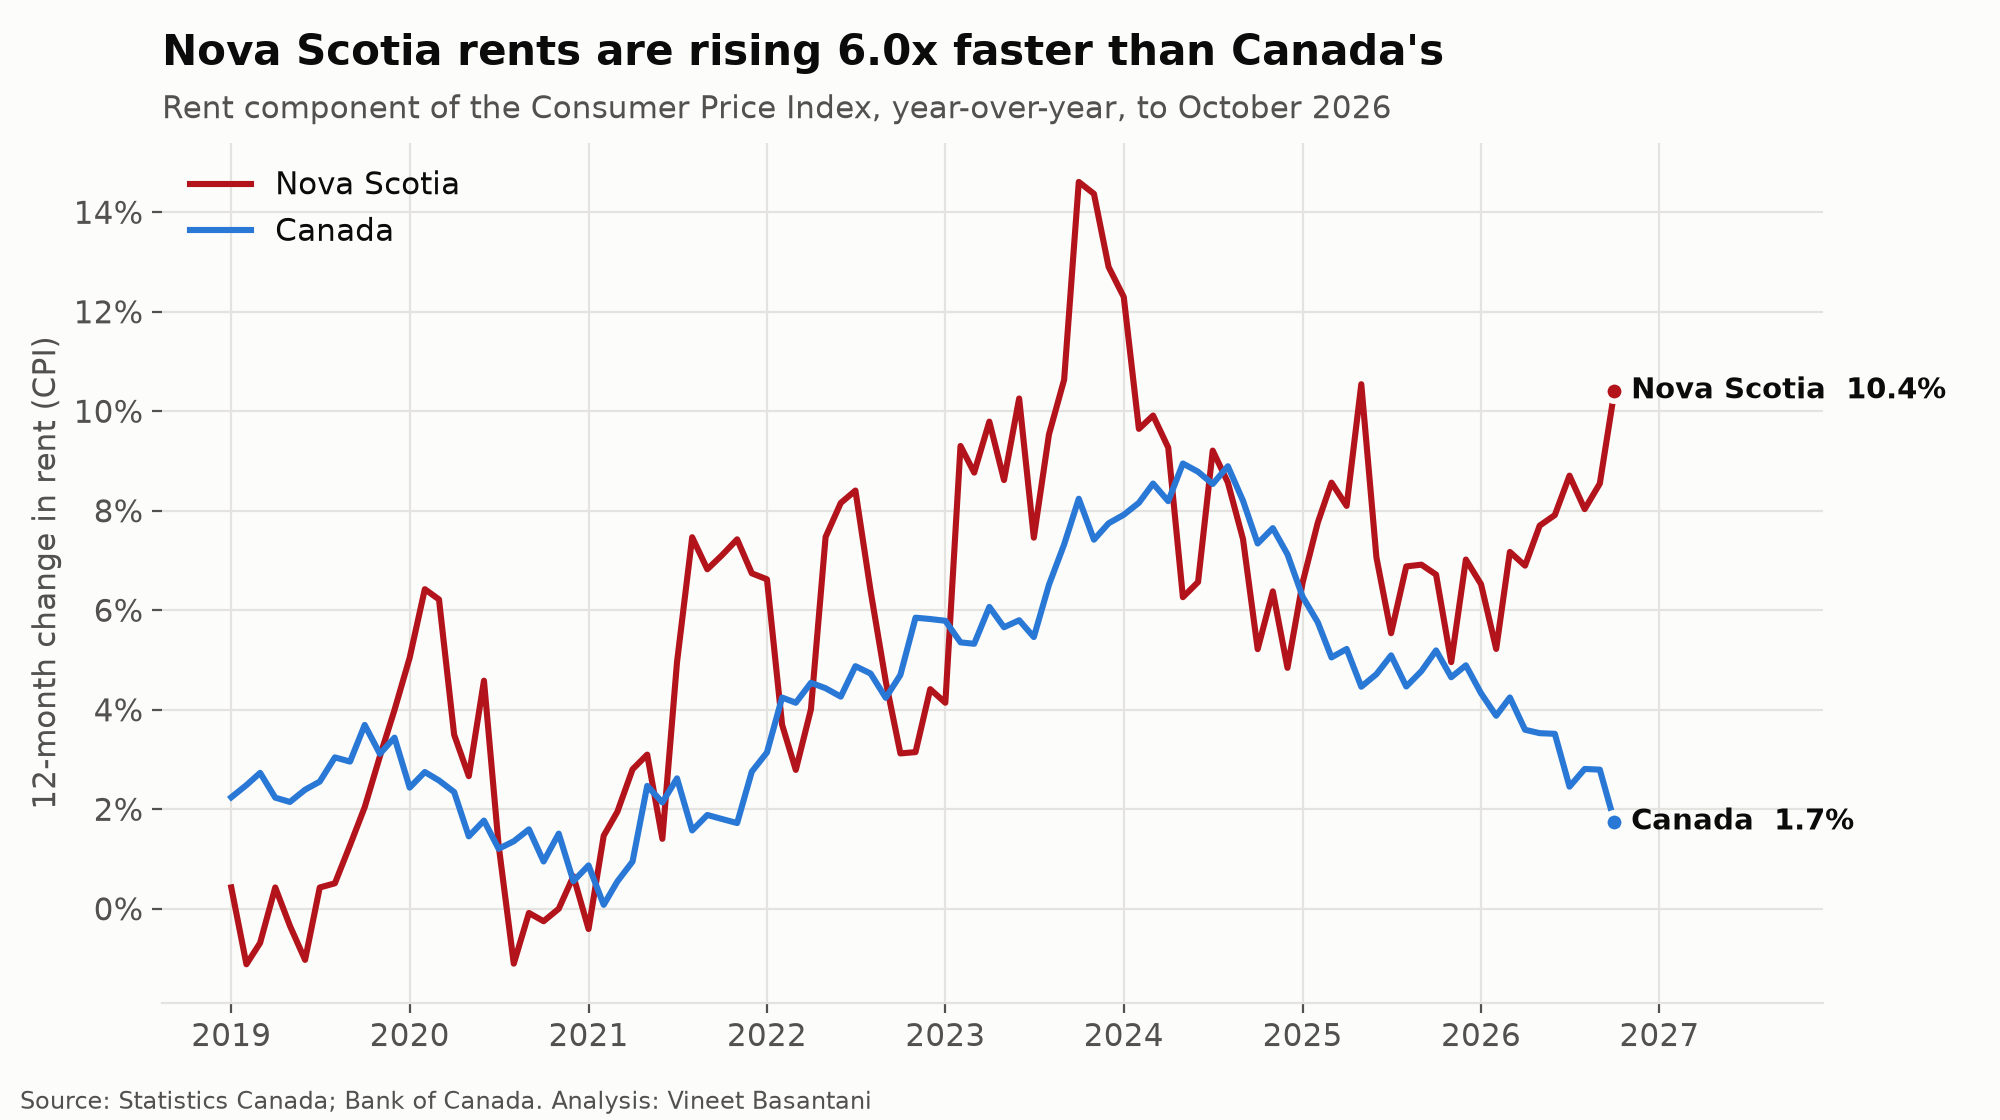 Nova Scotia rents are rising 6.0x faster than Canada's
Rent component of the Consumer Price Index, year-over-year, to October 2026
Nova Scotia
Canada
12-month change in rent (CPI)
14%
12%
10%
8%
6%
4%
2%
0%
Nova Scotia 10.4%
Canada 1.7%
2019 2020 2021 2022 2023 2024 2025 2026 2027
Source: Statistics Canada; Bank of Canada. Analysis: Vineet Basantani